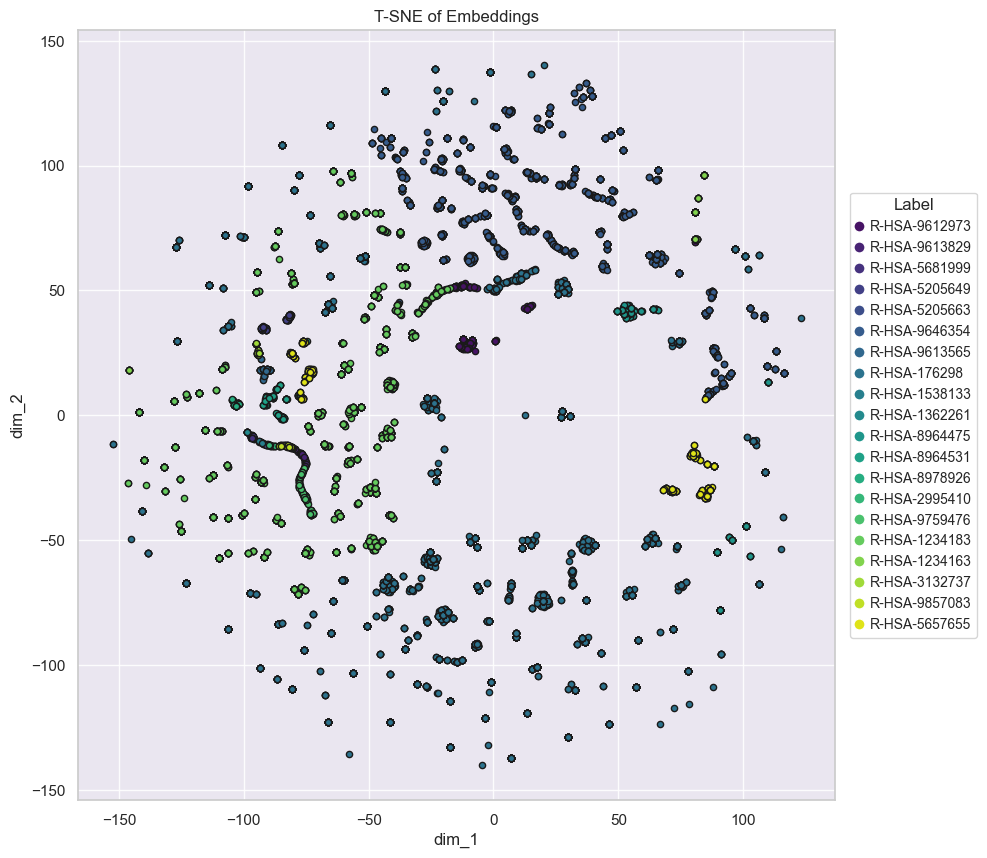 T-SNE of Embeddings
150
100
50
0
−50
−100
−150
dim_2
−150
−100
−50
0
50
100
dim_1
Label
R-HSA-9612973
R-HSA-9613829
R-HSA-5681999
R-HSA-5205649
R-HSA-5205663
R-HSA-9646354
R-HSA-9613565
R-HSA-176298
R-HSA-1538133
R-HSA-1362261
R-HSA-8964475
R-HSA-8964531
R-HSA-8978926
R-HSA-2995410
R-HSA-9759476
R-HSA-1234183
R-HSA-1234163
R-HSA-3132737
R-HSA-9857083
R-HSA-5657655